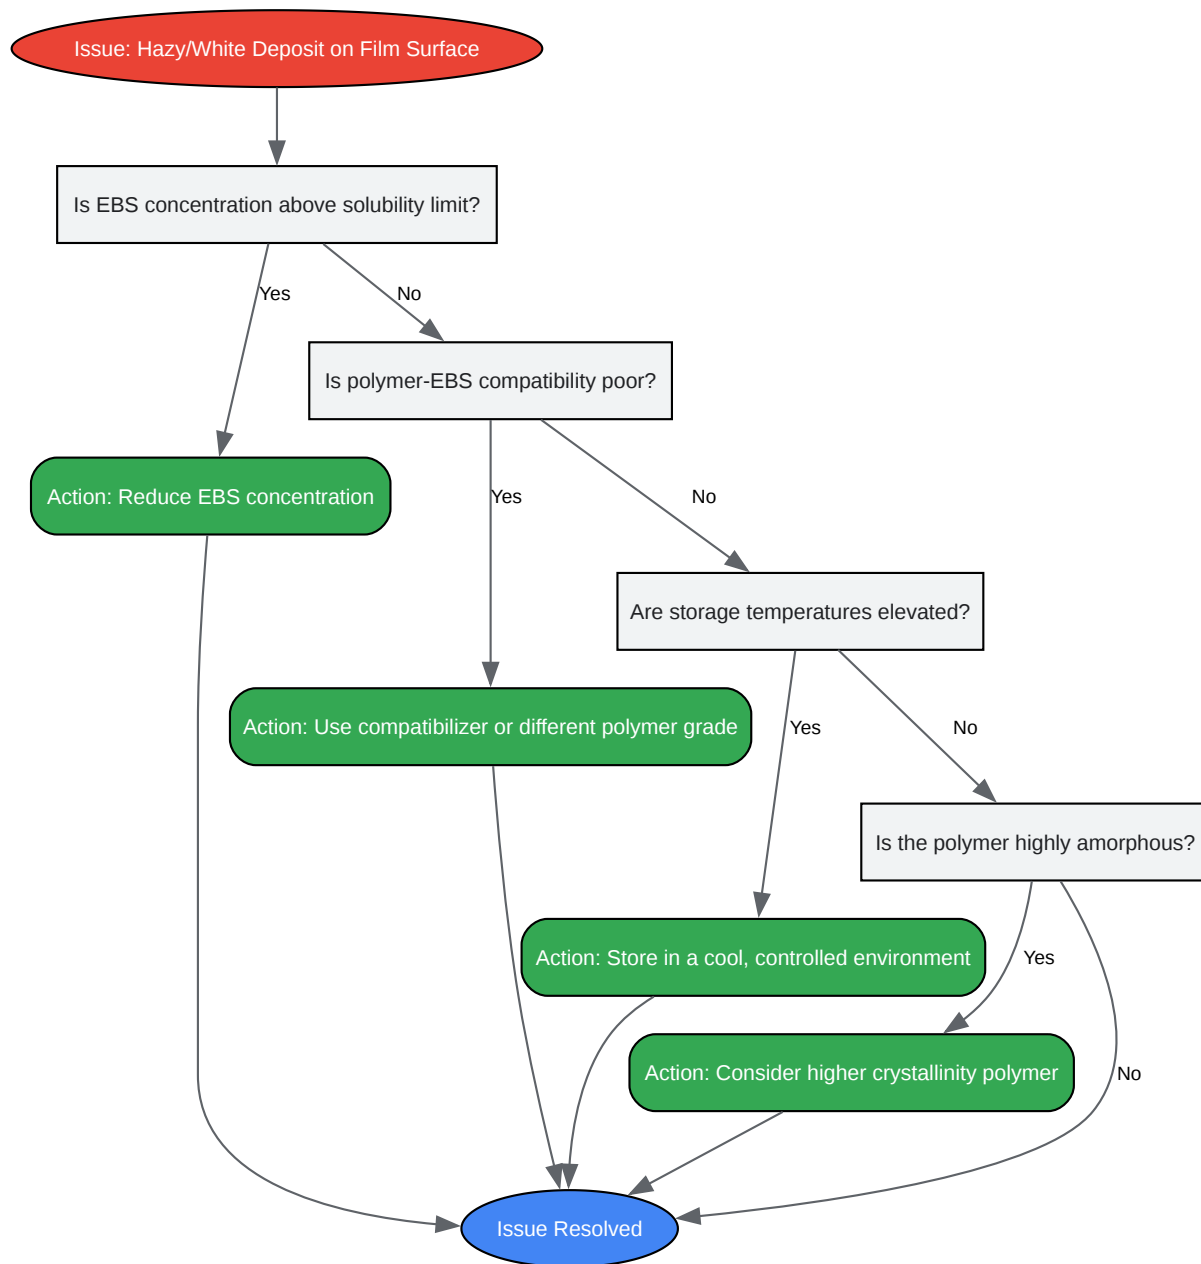 Issue: Hazy/White Deposit on Film Surface
Is EBS concentration above solubility limit?
Yes
No
Is polymer-EBS compatibility poor?
Action: Reduce EBS concentration
Yes
No
Are storage temperatures elevated?
Action: Use compatibilizer or different polymer grade
Yes
No
Is the polymer highly amorphous?
Action: Store in a cool, controlled environment
Yes
Action: Consider higher crystallinity polymer
No
Issue Resolved